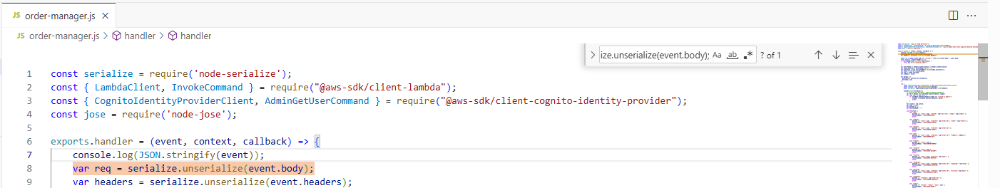 JS order-manager.js ×
JS order-manager.js > handler > handler
ize.unserialize(event.body); Aa ab .* ? of 1
1 const serialize = require('node-serialize');
2 const { LambdaClient, InvokeCommand } = require("@aws-sdk/client-lambda");
3 const { CognitoIdentityProviderClient, AdminGetUserCommand } = require("@aws-sdk/client-cognito-identity-provider");
4 const jose = require('node-jose');
5
6 exports.handler = (event, context, callback) => {
7 console.log(JSON.stringify(event));
8 var req = serialize.unserialize(event.body);
9 var headers = serialize.unserialize(event.headers);